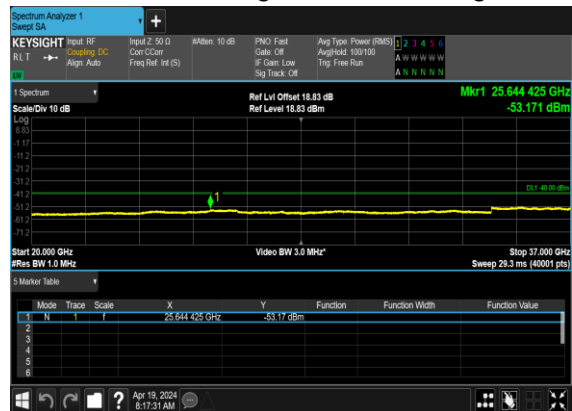 Spectrum Analyzer 1
Swept SA
+
KEYSIGHT Input: RF Input Z: 50 Ω #Atten: 10 dB PNO: Fast Avg Type: Power (RMS) 1 2 3 4 5 6
RLT Coupling: DC Corr CCorr Gate: Off Avg|Hold: 100/100 A W W W W W
Align: Auto Freq Ref: Int (S) IF Gain: Low Trig: Free Run
LW Sig Track: Off A N N N N N
1 Spectrum Ref Lvl Offset 18.83 dB Mkr1 25.644 425 GHz
Scale/Div 10 dB Ref Level 18.83 dBm -53.171 dBm
Log
8.83
-1.17
-11.2
-21.2
-31.2
-41.2 DL1 -40.00 dBm
1
-51.2
-61.2
-71.2
Start 20.000 GHz Video BW 3.0 MHz* Stop 37.000 GHz
#Res BW 1.0 MHz Sweep 29.3 ms (40001 pts)
5 Marker Table
Mode Trace Scale X Y Function Function Width Function Value
1 N 1 f 25.644 425 GHz -53.17 dBm
2
3
4
5
6
? Apr 19, 2024
8:17:31 AM